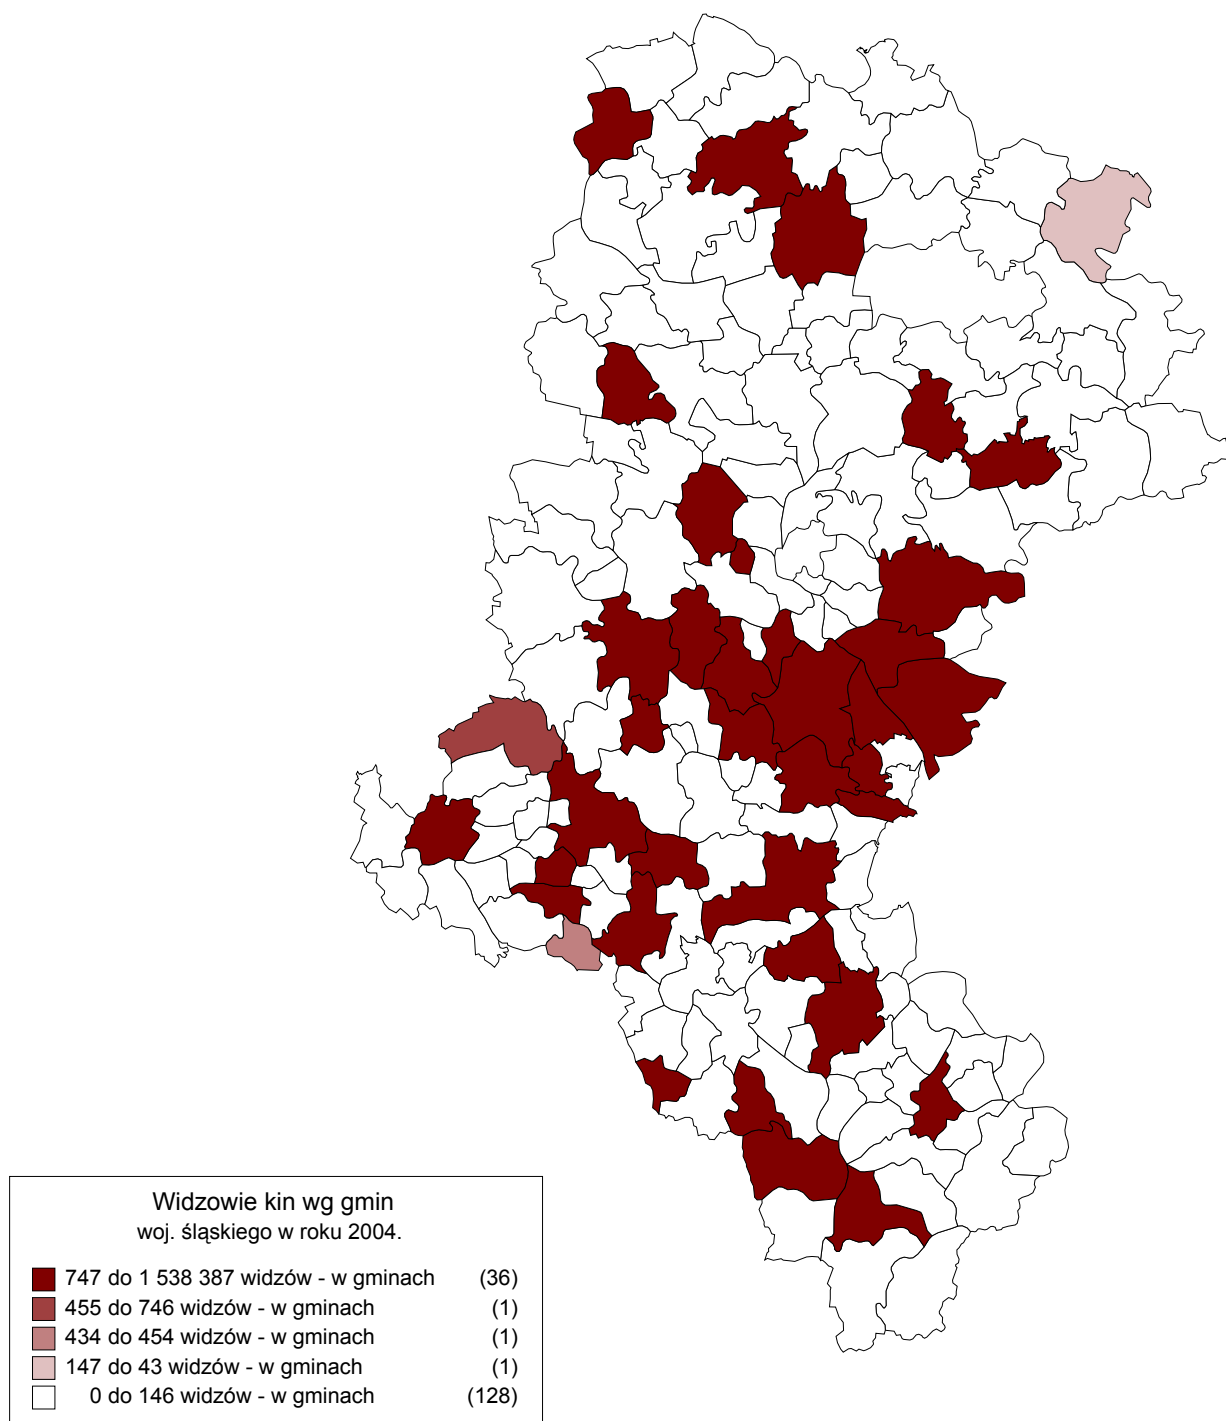 Widzowie kin wg gmin
woj. śląskiego w roku 2004.
747 do 1 538 387 widzów - w gminach (36)
455 do 746 widzów - w gminach (1)
434 do 454 widzów - w gminach (1)
147 do 43 widzów - w gminach (1)
0 do 146 widzów - w gminach (128)